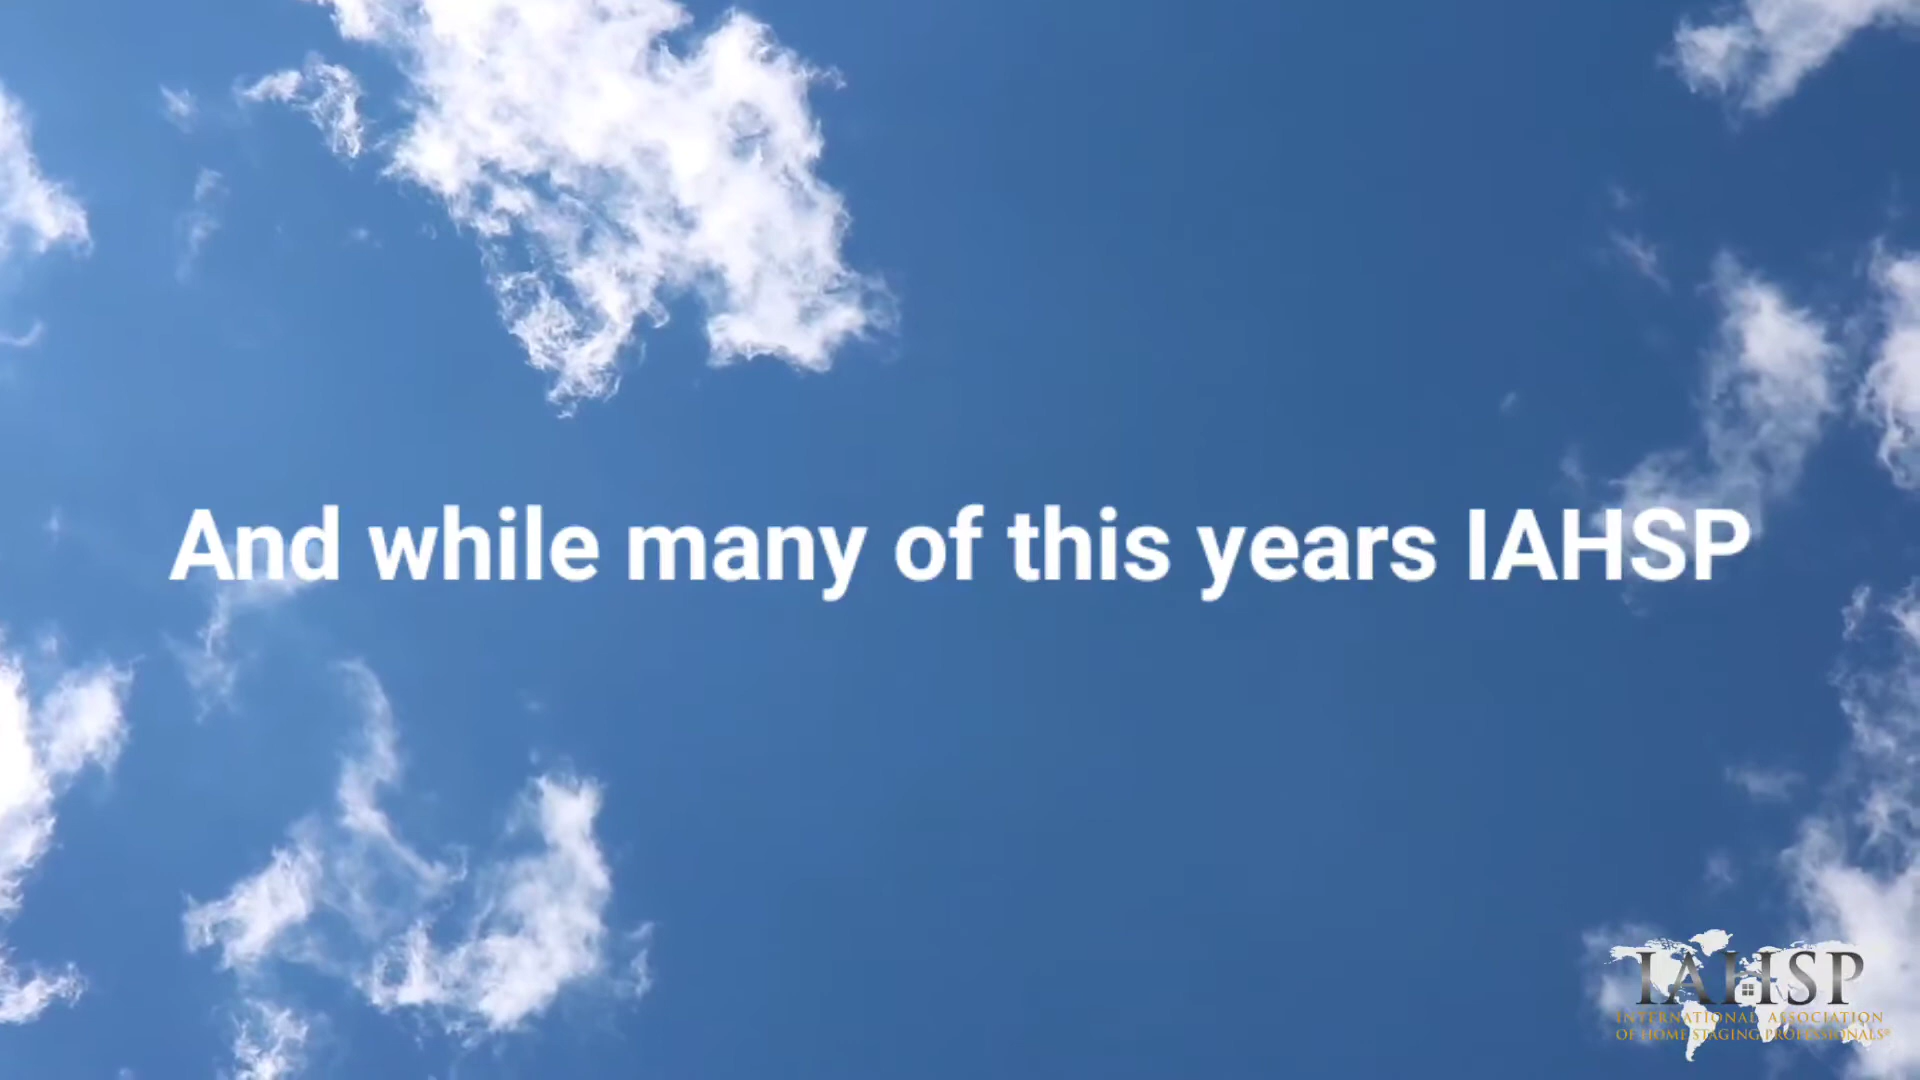 And while many of this years IAHSP
IAHSP
INTERNATIONAL ASSOCIATION
OF HOME STAGING PROFESSIONALS®